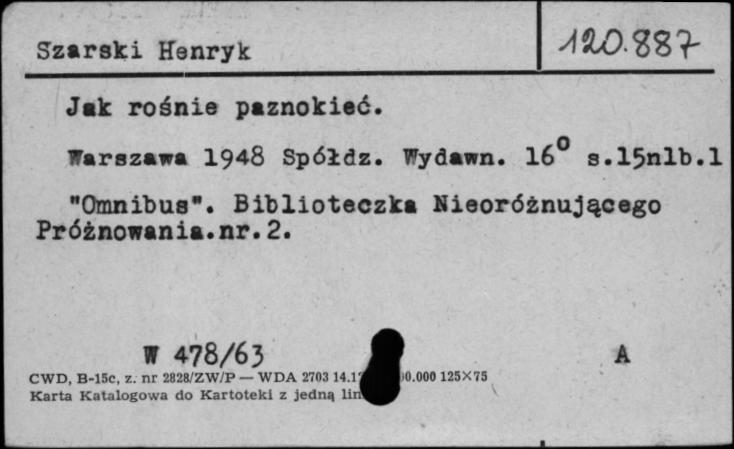 Szarski Henryk
120.887
Jak rośnie paznokieć.
Warszawa 1948 Spółdz. Wydawn. 16° s.15nlb.1
"Omnibus". Biblioteczka Nieoróżnującego
Próżnowania.nr.2.
W 478/63
A
CWD, B-15c, z. nr 2828/ZW/P — WDA 2703 14.1 0.000 125×75
Karta Katalogowa do Kartoteki z jedną